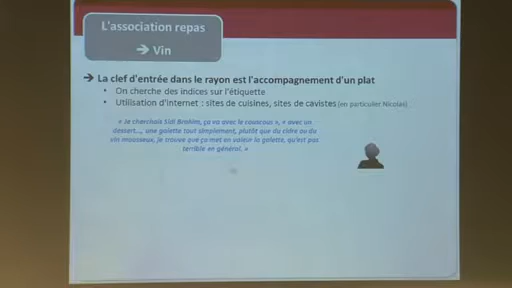 L'association repas
➔ Vin
➔ La clef d'entrée dans le rayon est l'accompagnement d'un plat
• On cherche des indices sur l'étiquette
• Utilisation d'internet : sites de cuisines, sites de cavistes (en particulier Nicolas)
« Je cherchais Sidi Brahim, ça va avec le couscous », « avec un
dessert..., une galette tout simplement, plutôt que du cidre ou du
vin mousseux, je trouve que ça met en valeur la galette, qu'est pas
terrible en général. »